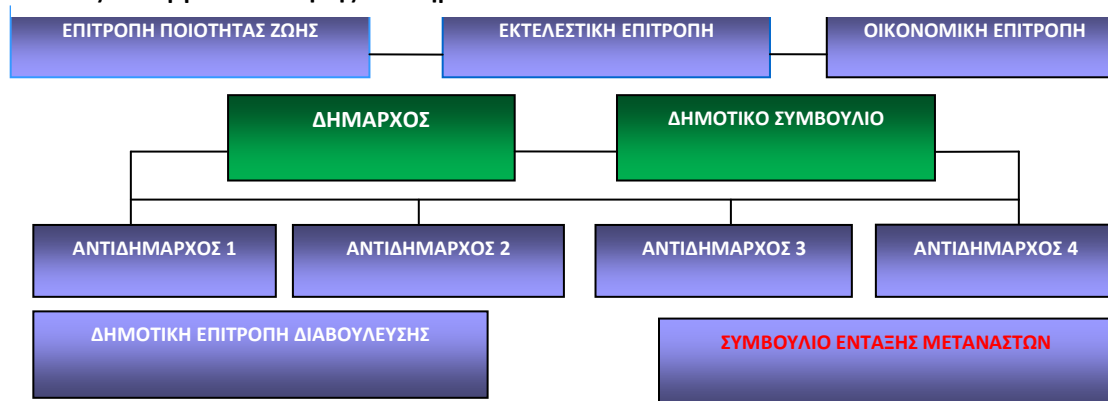 ΕΠΙΤΡΟΠΗ ΠΟΙΟΤΗΤΑΣ ΖΩΗΣ
ΕΚΤΕΛΕΣΤΙΚΗ ΕΠΙΤΡΟΠΗ
ΟΙΚΟΝΟΜΙΚΗ ΕΠΙΤΡΟΠΗ
ΔΗΜΑΡΧΟΣ
ΔΗΜΟΤΙΚΟ ΣΥΜΒΟΥΛΙΟ
ΑΝΤΙΔΗΜΑΡΧΟΣ 1
ΑΝΤΙΔΗΜΑΡΧΟΣ 2
ΑΝΤΙΔΗΜΑΡΧΟΣ 3
ΑΝΤΙΔΗΜΑΡΧΟΣ 4
ΔΗΜΟΤΙΚΗ ΕΠΙΤΡΟΠΗ ΔΙΑΒΟΥΛΕΥΣΗΣ
ΣΥΜΒΟΥΛΙΟ ΕΝΤΑΞΗΣ ΜΕΤΑΝΑΣΤΩΝ